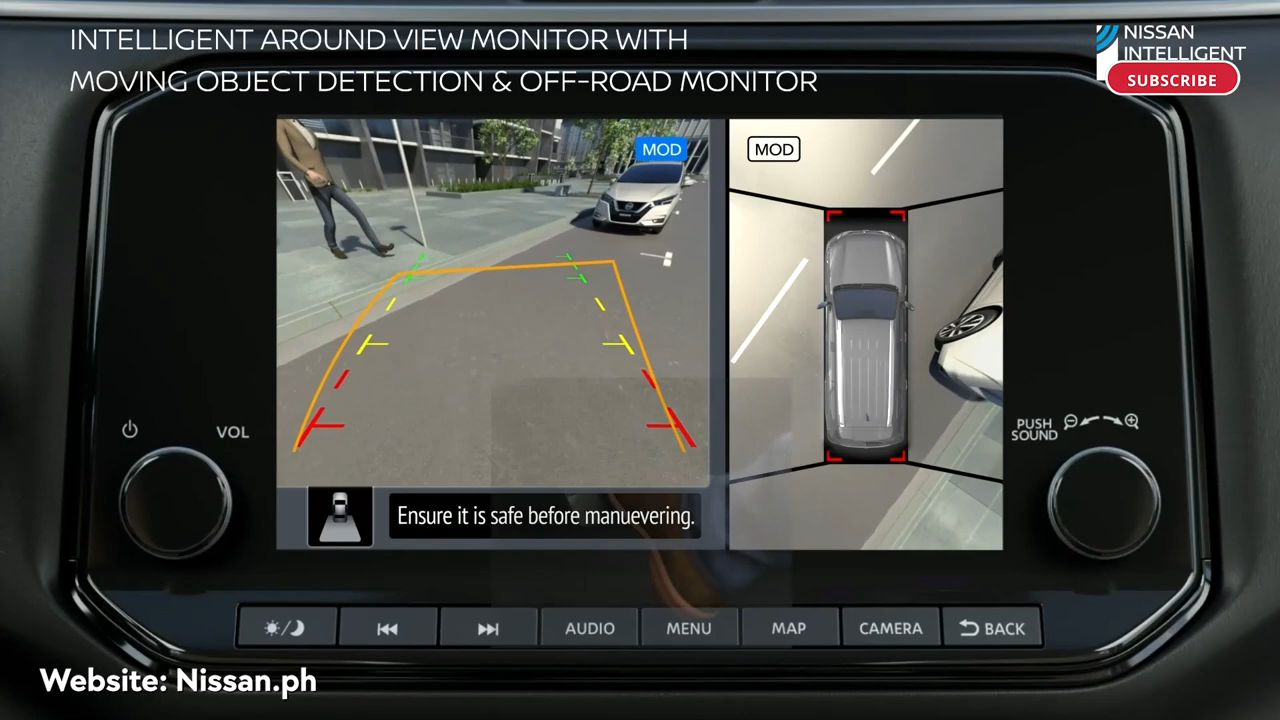 INTELLIGENT AROUND VIEW MONITOR WITH
MOVING OBJECT DETECTION & OFF-ROAD MONITOR
NISSAN
INTELLIGENT
SUBSCRIBE
MOD
MOD
VOL
PUSH
SOUND
Ensure it is safe before manuevering.
AUDIO
MENU
MAP
CAMERA
BACK
Website: Nissan.ph